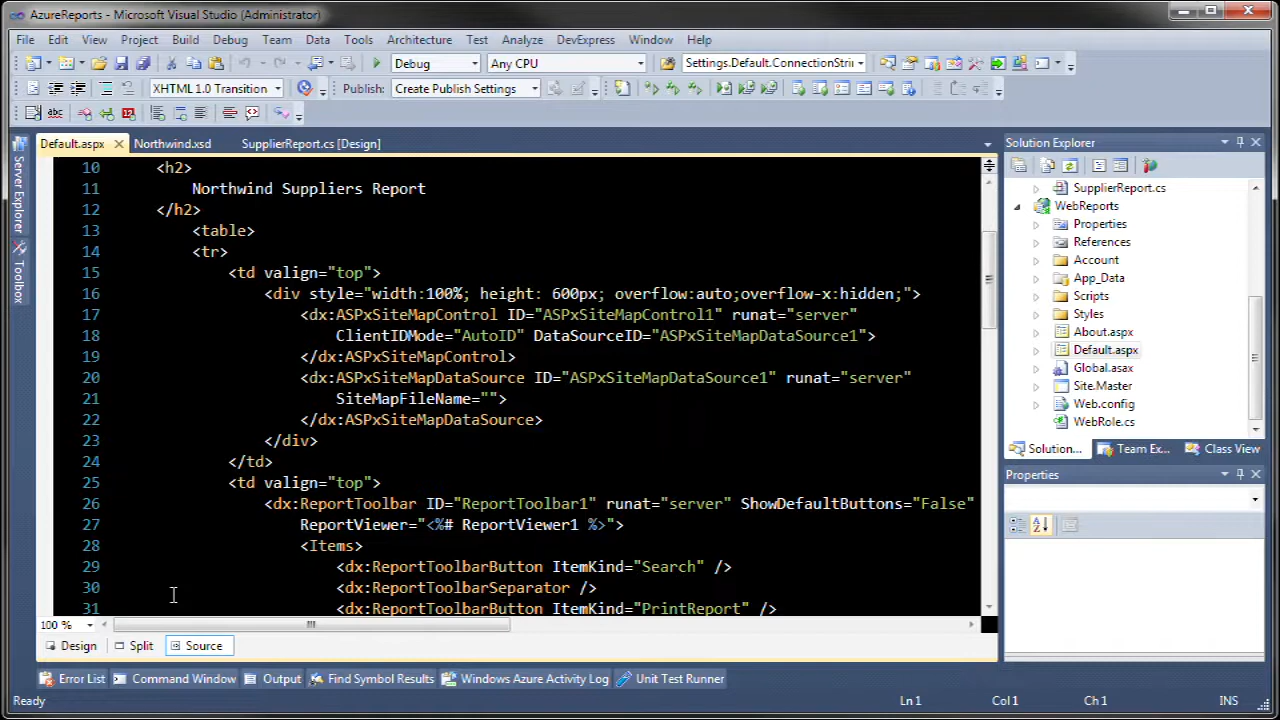 AzureReports - Microsoft Visual Studio (Administrator)
File Edit View Project Build Debug Team Data Tools Architecture Test Analyze DevExpress Window Help
Debug Any CPU Settings.Default.ConnectionStrin
XHTML 1.0 Transition Publish: Create Publish Settings
abc
Default.aspx Northwind.xsd SupplierReport.cs [Design]
Server Explorer
Toolbox
10 <h2>
11 Northwind Suppliers Report
12 </h2>
13 <table>
14 <tr>
15 <td valign="top">
16 <div style="width:100%; height: 600px; overflow:auto;overflow-x:hidden;">
17 <dx:ASPxSiteMapControl ID="ASPxSiteMapControl1" runat="server"
18 ClientIDMode="AutoID" DataSourceID="ASPxSiteMapDataSource1">
19 </dx:ASPxSiteMapControl>
20 <dx:ASPxSiteMapDataSource ID="ASPxSiteMapDataSource1" runat="server"
21 SiteMapFileName="">
22 </dx:ASPxSiteMapDataSource>
23 </div>
24 </td>
25 <td valign="top">
26 <dx:ReportToolbar ID="ReportToolbar1" runat="server" ShowDefaultButtons="False"
27 ReportViewer="<%# ReportViewer1 %>">
28 <Items>
29 <dx:ReportToolbarButton ItemKind="Search" />
30 <dx:ReportToolbarSeparator />
31 <dx:ReportToolbarButton ItemKind="PrintReport" />
100 %
Design Split Source
Solution Explorer
SupplierReport.cs
WebReports
Properties
References
Account
App_Data
Scripts
Styles
About.aspx
Default.aspx
Global.asax
Site.Master
Web.config
WebRole.cs
Solution... Team Ex... Class View
Properties
Error List Command Window Output Find Symbol Results Windows Azure Activity Log Unit Test Runner
Ready Ln 1 Col 1 Ch 1 INS